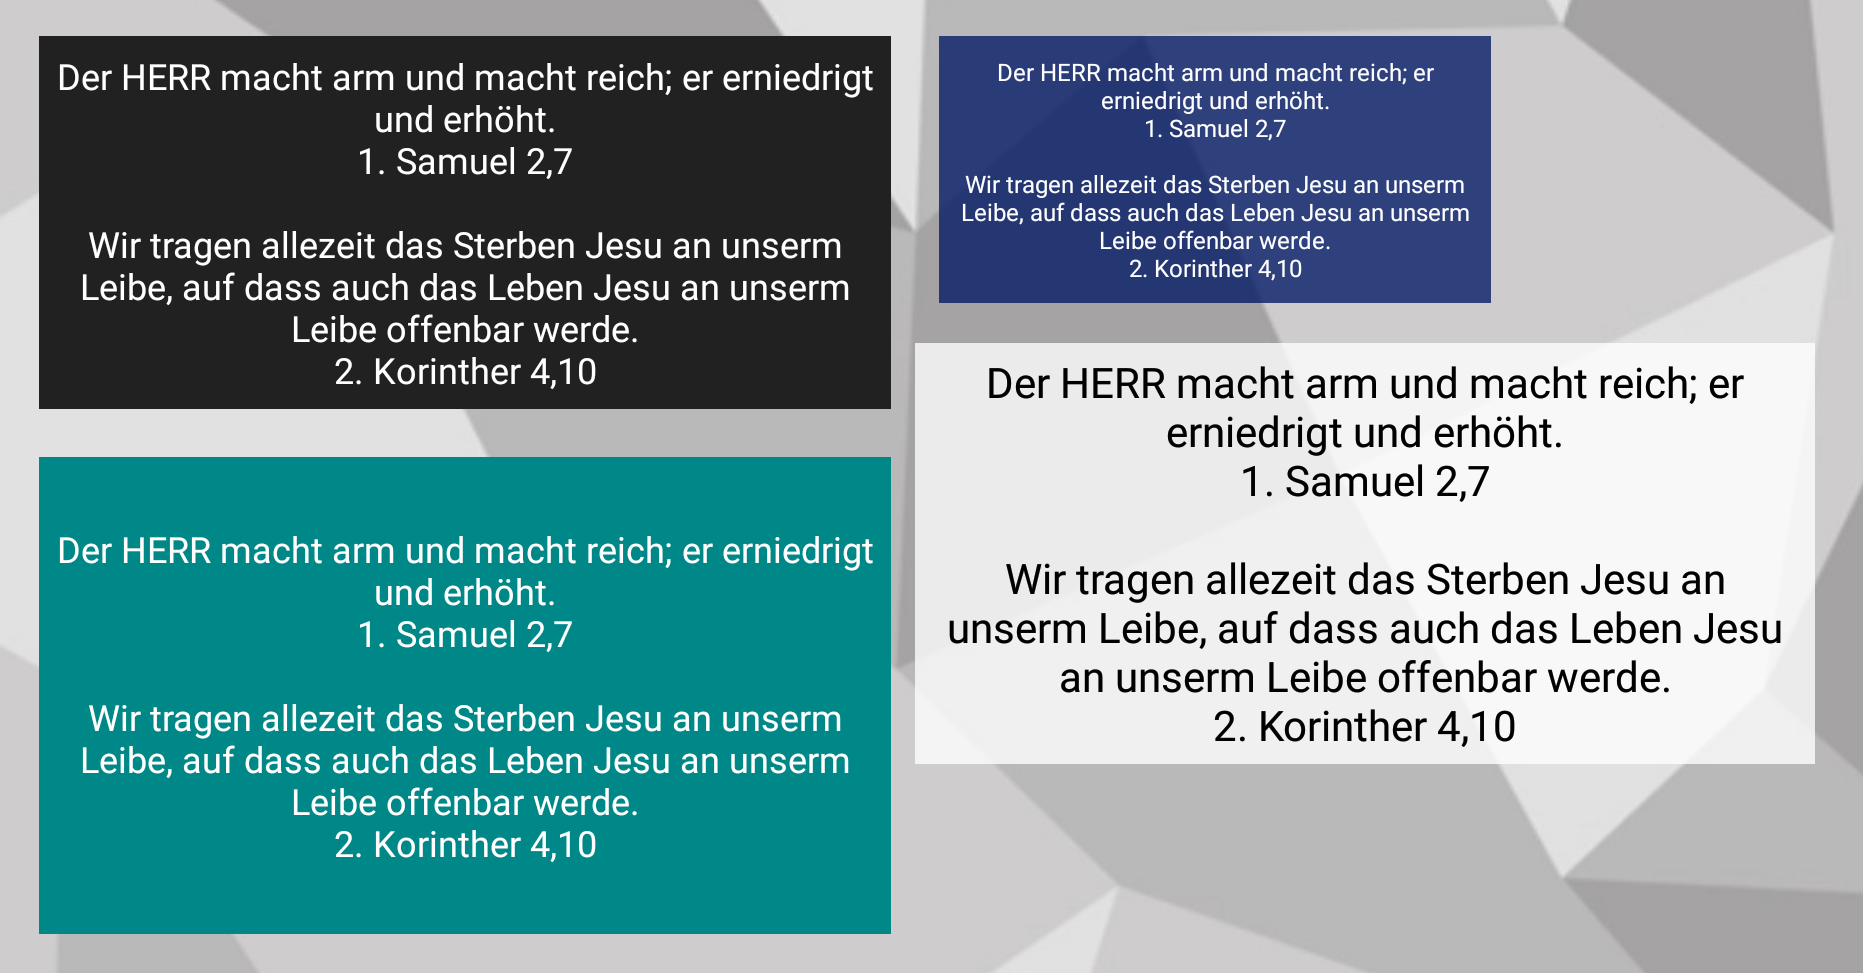 Der HERR macht arm und macht reich; er erniedrigt
und erhöht.
1. Samuel 2,7
Wir tragen allezeit das Sterben Jesu an unserm
Leibe, auf dass auch das Leben Jesu an unserm
Leibe offenbar werde.
2. Korinther 4,10
Der HERR macht arm und macht reich; er
erniedrigt und erhöht.
1. Samuel 2,7
Wir tragen allezeit das Sterben Jesu an unserm
Leibe, auf dass auch das Leben Jesu an unserm
Leibe offenbar werde.
2. Korinther 4,10
Der HERR macht arm und macht reich; er erniedrigt
und erhöht.
1. Samuel 2,7
Wir tragen allezeit das Sterben Jesu an unserm
Leibe, auf dass auch das Leben Jesu an unserm
Leibe offenbar werde.
2. Korinther 4,10
Der HERR macht arm und macht reich; er
erniedrigt und erhöht.
1. Samuel 2,7
Wir tragen allezeit das Sterben Jesu an
unserm Leibe, auf dass auch das Leben Jesu
an unserm Leibe offenbar werde.
2. Korinther 4,10